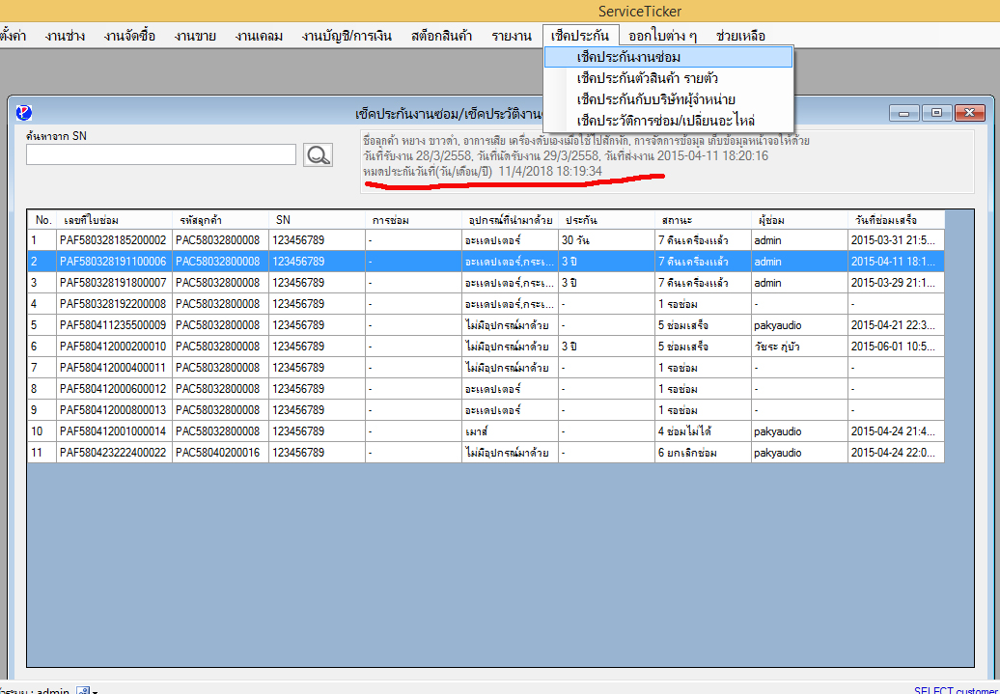 ServiceTicker
ตั้งค่า งานช่าง งานจัดซื้อ งานขาย งานเคลม งานบัญชี/การเงิน สต็อกสินค้า รายงาน เช็คประกัน ออกใบต่าง ๆ ช่วยเหลือ
เช็คประกันงานซ่อม
เช็คประกันตัวสินค้า รายตัว
เช็คประกันกับบริษัทผู้จำหน่าย
เช็คประวัติการซ่อม/เปลี่ยนอะไหล่
เช็คประกันงานซ่อม/เช็คประวัติงาน
ค้นหาจาก SN
ชื่อลูกค้า หยาง ขาวดำ, อาการเสีย เครื่องดับเองเมื่อใช้ไปสักพัก, การจัดการข้อมูล เก็บข้อมูลหน้าจอให้ด้วย
วันที่รับงาน 28/3/2558, วันที่นัดรับงาน 29/3/2558, วันที่ส่งงาน 2015-04-11 18:20:16
หมดประกันวันที่(วัน/เดือน/ปี) 11/4/2018 18:19:34
No. เลขที่ใบซ่อม รหัสลูกค้า SN การซ่อม อุปกรณ์ที่นำมาด้วย ประกัน สถานะ ผู้ซ่อม วันที่ซ่อมเสร็จ
1 PAF580328185200002 PAC58032800008 123456789 - อะแดปเตอร์ 30 วัน 7 คืนเครื่องแล้ว admin 2015-03-31 21:5...
2 PAF580328191100006 PAC58032800008 123456789 - อะแดปเตอร์,กระเ... 3 ปี 7 คืนเครื่องแล้ว admin 2015-04-11 18:1...
3 PAF580328191800007 PAC58032800008 123456789 - อะแดปเตอร์,กระเ... 3 ปี 7 คืนเครื่องแล้ว admin 2015-03-29 21:1...
4 PAF580328192200008 PAC58032800008 123456789 - อะแดปเตอร์,กระเ... - 1 รอซ่อม - -
5 PAF580411235500009 PAC58032800008 123456789 - ไม่มีอุปกรณ์มาด้วย - 5 ซ่อมเสร็จ pakyaudio 2015-04-21 22:3...
6 PAF580412000200010 PAC58032800008 123456789 - ไม่มีอุปกรณ์มาด้วย 3 ปี 5 ซ่อมเสร็จ วัชระ ภู่บัว 2015-06-01 10:5...
7 PAF580412000400011 PAC58032800008 123456789 - ไม่มีอุปกรณ์มาด้วย - 1 รอซ่อม - -
8 PAF580412000600012 PAC58032800008 123456789 - อะแดปเตอร์ - 1 รอซ่อม - -
9 PAF580412000800013 PAC58032800008 123456789 - อะแดปเตอร์ - 1 รอซ่อม - -
10 PAF580412001000014 PAC58032800008 123456789 - เมาส์ - 4 ซ่อมไม่ได้ pakyaudio 2015-04-24 21:4...
11 PAF580423222400022 PAC58040200016 123456789 - ไม่มีอุปกรณ์มาด้วย - 6 ยกเลิกซ่อม pakyaudio 2015-04-24 22:0...
: admin SELECT customer